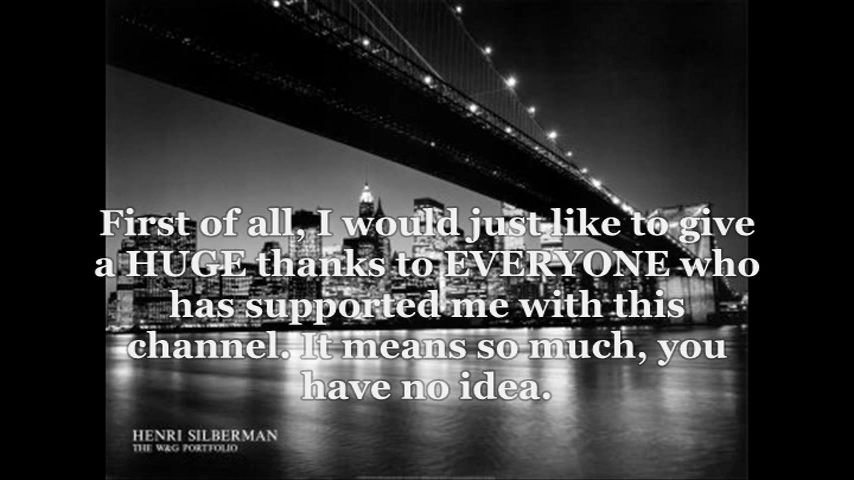 First of all, I would just like to give
a HUGE thanks to EVERYONE who
has supported me with this
channel. It means so much, you
have no idea.
HENRI SILBERMAN
THE W&G PORTFOLIO